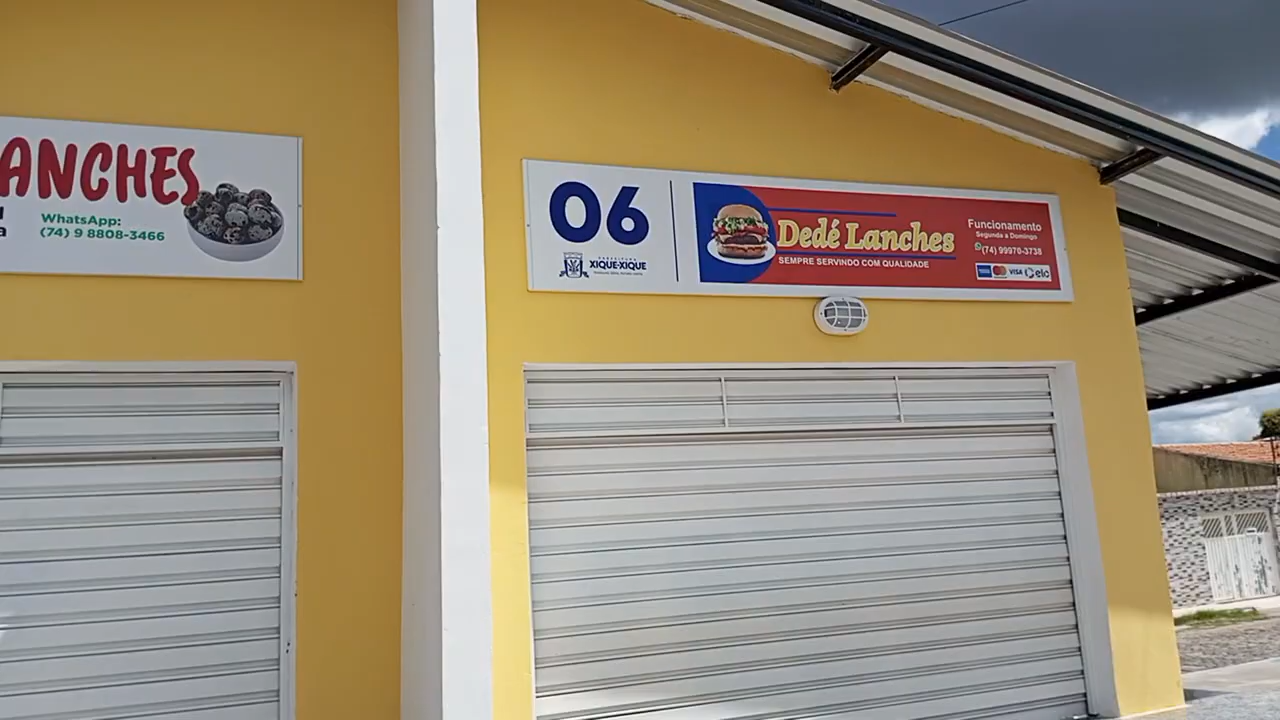 ANCHES
WhatsApp:
(74) 9 8808-3466
06
PREFEITURA
XIQUE-XIQUE
Dedé Lanches
SEMPRE SERVINDO COM QUALIDADE
Funcionamento
Segunda a Domingo
(74) 99970-3738
VISA
elo